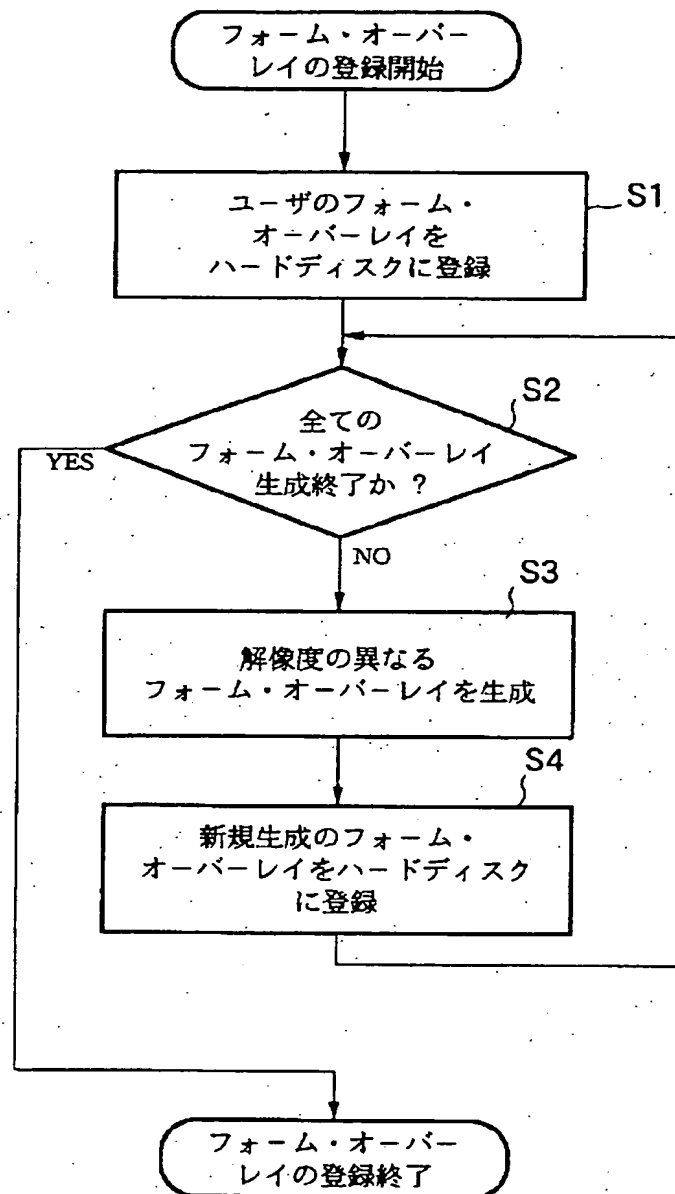 フォーム・オーバー
レイの登録開始
ユーザのフォーム・
オーバーレイを
ハードディスクに登録
S1
S2
全ての
フォーム・オーバーレイ
生成終了か ?
YES
NO
S3
解像度の異なる
フォーム・オーバーレイを生成
S4
新規生成のフォーム・
オーバーレイをハードディスク
に登録
フォーム・オーバー
レイの登録終了